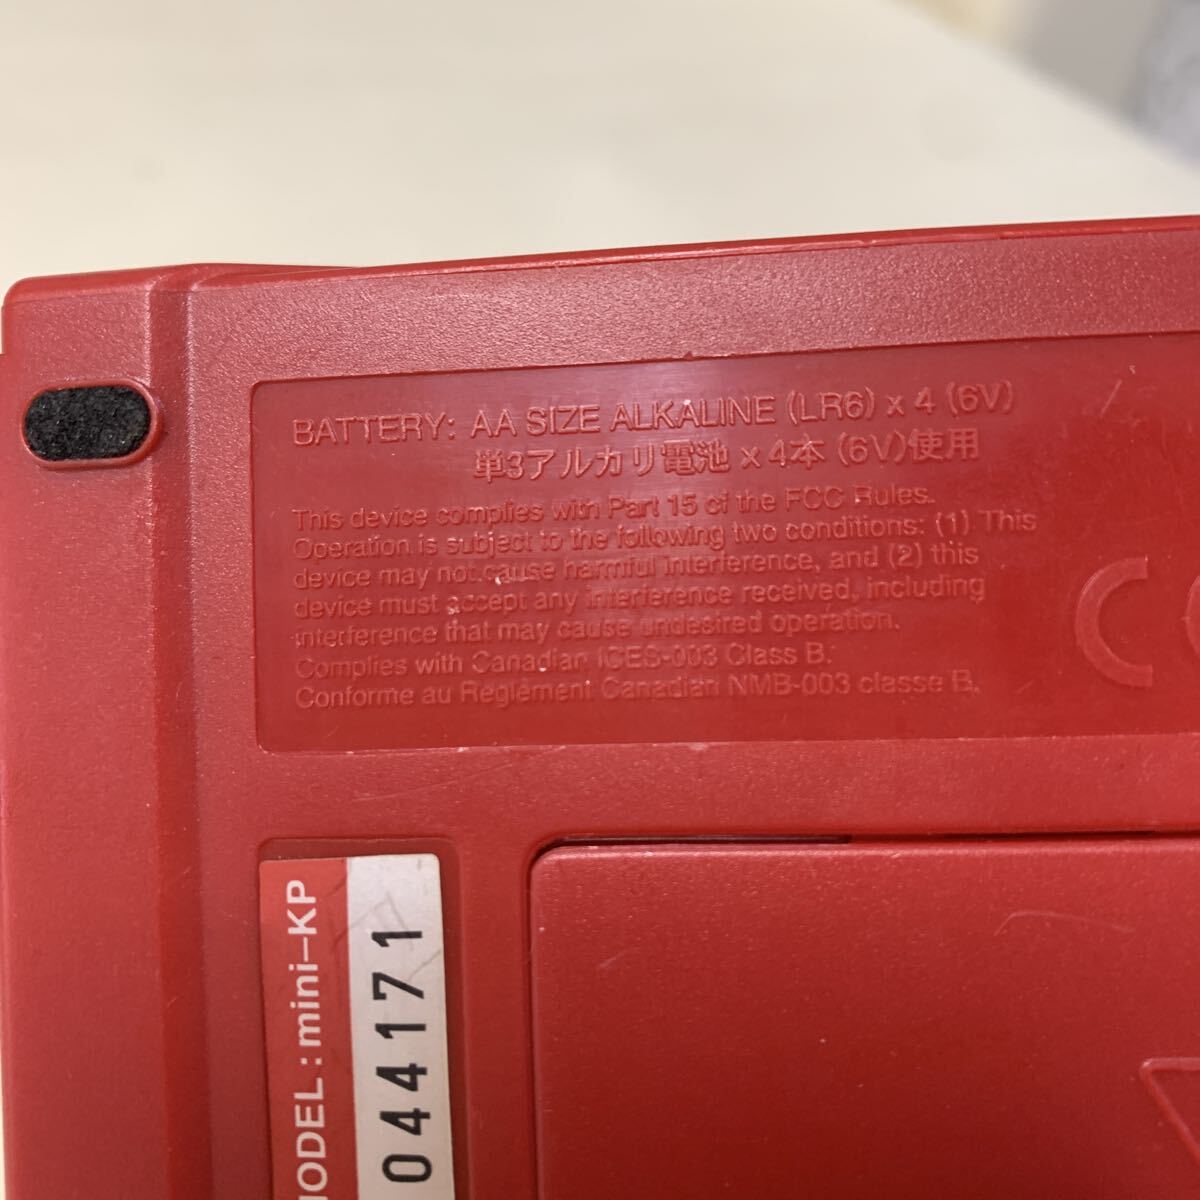 BATTERY: AA SIZE ALKALINE (LR6) x 4 (6V)
単3アルカリ電池 x 4本 (6V)使用
This device complies with Part 15 of the FCC Rules.
Operation is subject to the following two conditions: (1) This
device may not cause harmful interference, and (2) this
device must accept any interference received, including
interference that may cause undesired operation.
Complies with Canadian ICES-003 Class B.
Conforme au Reglement Canadian NMB-003 classe B.
MODEL : mini-KP
044171